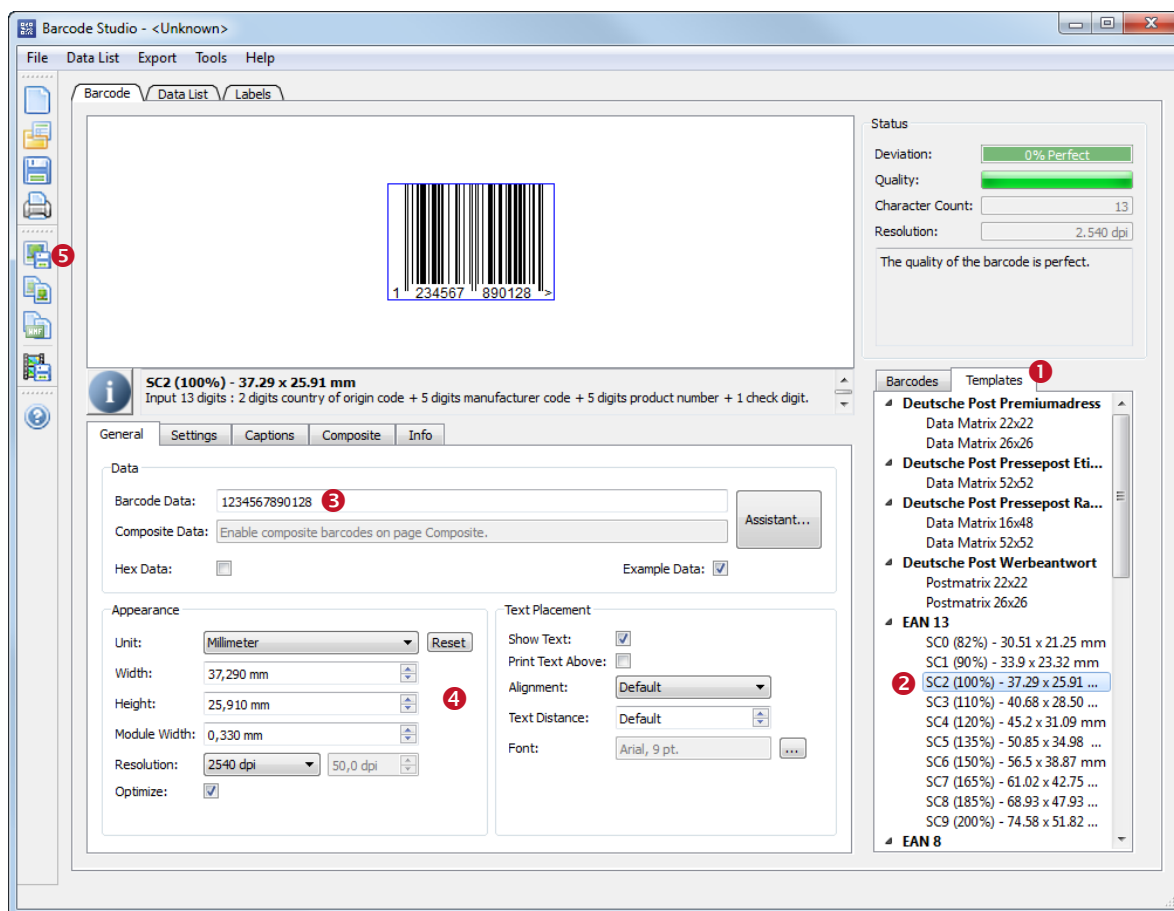 Barcode Studio - <Unknown>
File Data List Export Tools Help
Barcode Data List Labels
1 234567 890128 >
Status
Deviation: 0% Perfect
Quality:
Character Count: 13
Resolution: 2.540 dpi
The quality of the barcode is perfect.
5
WMF
SC2 (100%) - 37.29 x 25.91 mm
Input 13 digits : 2 digits country of origin code + 5 digits manufacturer code + 5 digits product number + 1 check digit.
General Settings Captions Composite Info
Data
Barcode Data: 1234567890128 3
Composite Data: Enable composite barcodes on page Composite.
Assistant...
Hex Data: Example Data:
Appearance
Unit: Millimeter Reset
Width: 37,290 mm
Height: 25,910 mm
4
Module Width: 0,330 mm
Resolution: 2540 dpi 50,0 dpi
Optimize:
Text Placement
Show Text:
Print Text Above:
Alignment: Default
Text Distance: Default
Font: Arial, 9 pt. ...
1
Barcodes Templates
Deutsche Post Premiumadress
Data Matrix 22x22
Data Matrix 26x26
Deutsche Post Pressepost Eti...
Data Matrix 52x52
Deutsche Post Pressepost Ra...
Data Matrix 16x48
Data Matrix 52x52
Deutsche Post Werbeantwort
Postmatrix 22x22
Postmatrix 26x26
EAN 13
SC0 (82%) - 30.51 x 21.25 mm
SC1 (90%) - 33.9 x 23.32 mm
2 SC2 (100%) - 37.29 x 25.91 ...
SC3 (110%) - 40.68 x 28.50 ...
SC4 (120%) - 45.2 x 31.09 mm
SC5 (135%) - 50.85 x 34.98 ...
SC6 (150%) - 56.5 x 38.87 mm
SC7 (165%) - 61.02 x 42.75 ...
SC8 (185%) - 68.93 x 47.93 ...
SC9 (200%) - 74.58 x 51.82 ...
EAN 8